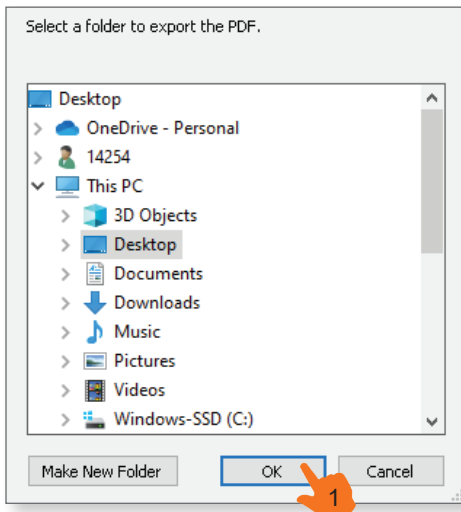 Select a folder to export the PDF.
Desktop
OneDrive - Personal
14254
This PC
3D Objects
Desktop
Documents
Downloads
Music
Pictures
Videos
Windows-SSD (C:)
Make New Folder OK Cancel
1